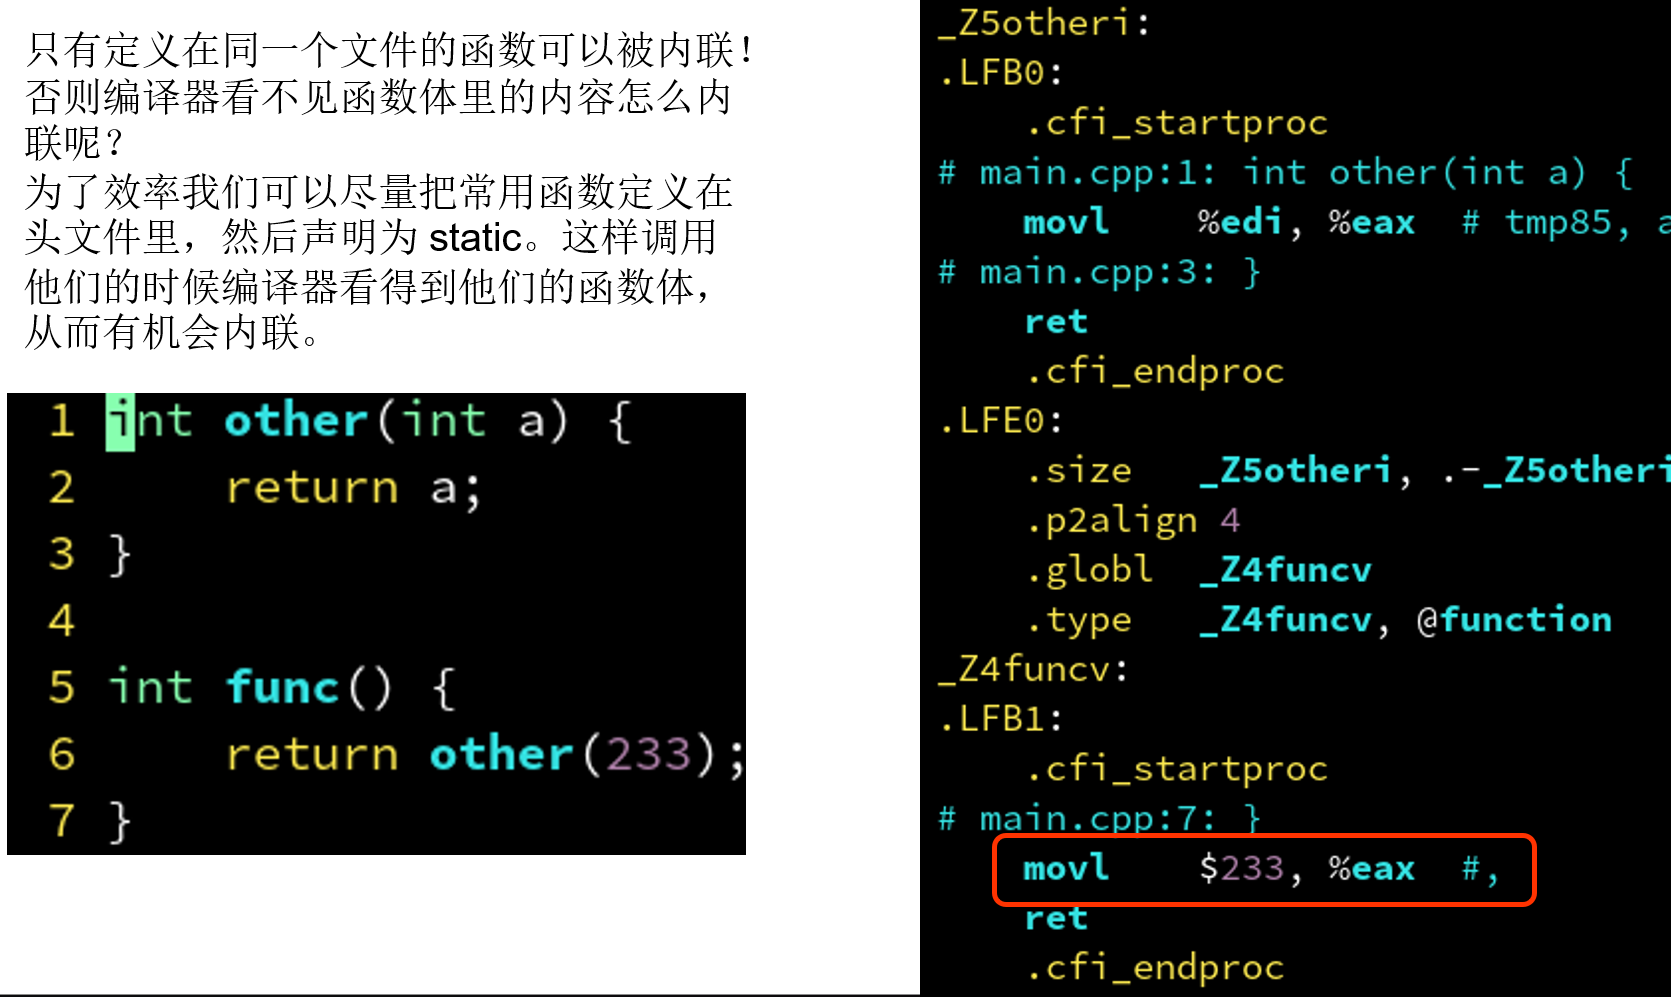 只有定义在同一个文件的函数可以被内联！
否则编译器看不见函数体里的内容怎么内
联呢？
为了效率我们可以尽量把常用函数定义在
头文件里，然后声明为 static。这样调用
他们的时候编译器看得到他们的函数体，
从而有机会内联。
1 int other(int a) {
2     return a;
3 }
4
5 int func() {
6     return other(233);
7 }
_Z5otheri:
.LFB0:
    .cfi_startproc
# main.cpp:1: int other(int a) {
    movl    %edi, %eax  # tmp85, a
# main.cpp:3: }
    ret
    .cfi_endproc
.LFE0:
    .size   _Z5otheri, .-_Z5otheri
    .p2align 4
    .globl  _Z4funcv
    .type   _Z4funcv, @function
_Z4funcv:
.LFB1:
    .cfi_startproc
# main.cpp:7: }
    movl    $233, %eax  #,
    ret
    .cfi_endproc